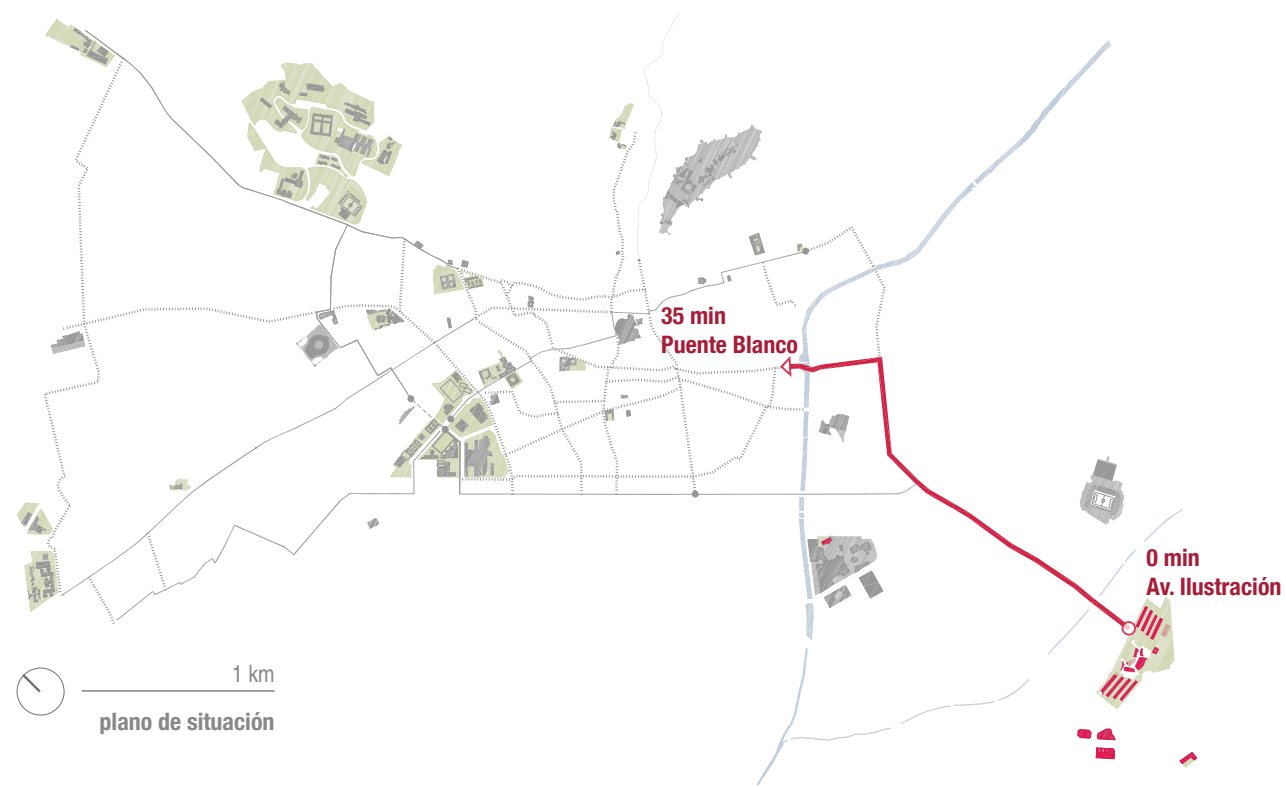 35 min
Puente Blanco
0 min
Av. Ilustración
1 km
plano de situación